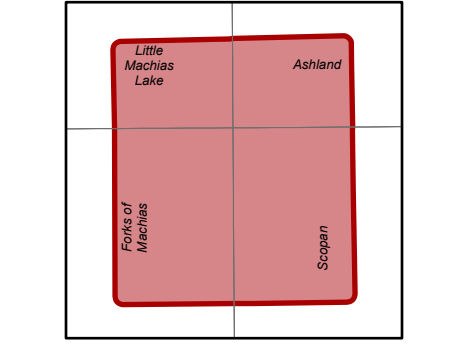 Little
Machias
Lake
Ashland
Forks of
Machias
Scopan